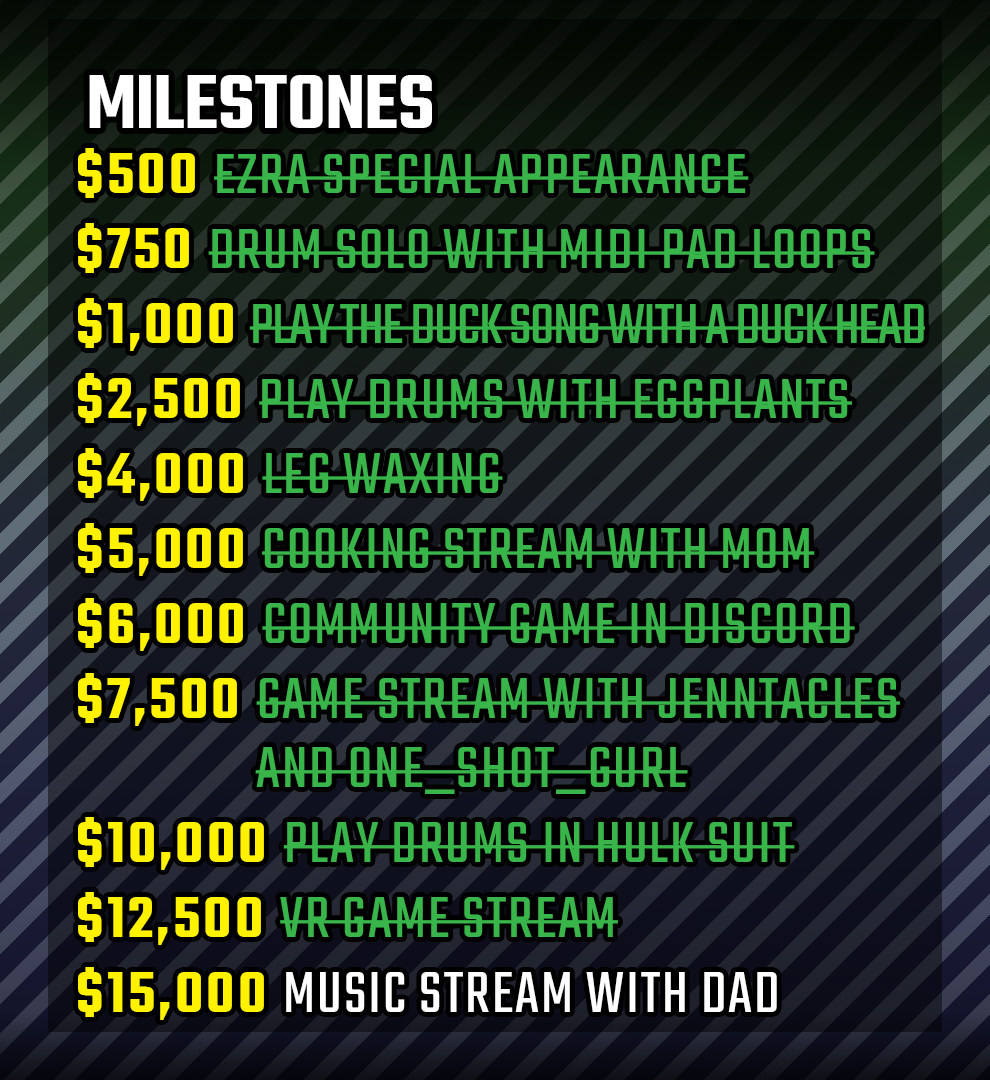 MILESTONES
$500 EZRA SPECIAL APPEARANCE
$750 DRUM SOLO WITH MIDI PAD LOOPS
$1,000 PLAY THE DUCK SONG WITH A DUCK HEAD
$2,500 PLAY DRUMS WITH EGGPLANTS
$4,000 LEG WAXING
$5,000 COOKING STREAM WITH MOM
$6,000 COMMUNITY GAME IN DISCORD
$7,500 GAME STREAM WITH JENNTACLES
AND ONE_SHOT_GURL
$10,000 PLAY DRUMS IN HULK SUIT
$12,500 VR GAME STREAM
$15,000 MUSIC STREAM WITH DAD